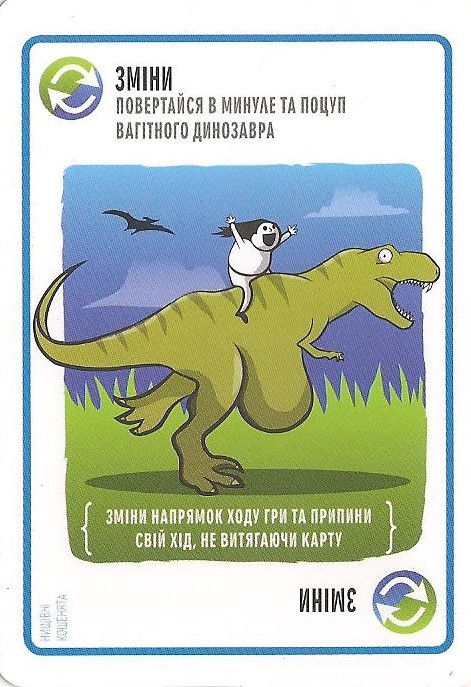 ЗМІНИ
ПОВЕРТАЙСЯ В МИНУЛЕ ТА ПОЦУП
ВАГІТНОГО ДИНОЗАВРА
ЗМІНИ НАПРЯМОК ХОДУ ГРИ ТА ПРИПИНИ
СВІЙ ХІД, НЕ ВИТЯГАЮЧИ КАРТУ
ЗМІНИ
НИЩІВНІ
КОШЕНЯТА